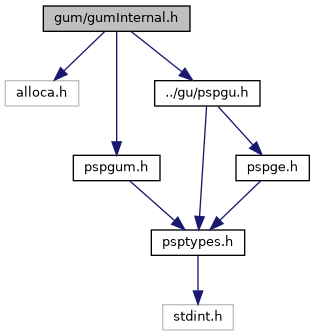 gum/gumInternal.h
alloca.h
../gu/pspgu.h
pspgum.h
pspge.h
psptypes.h
stdint.h